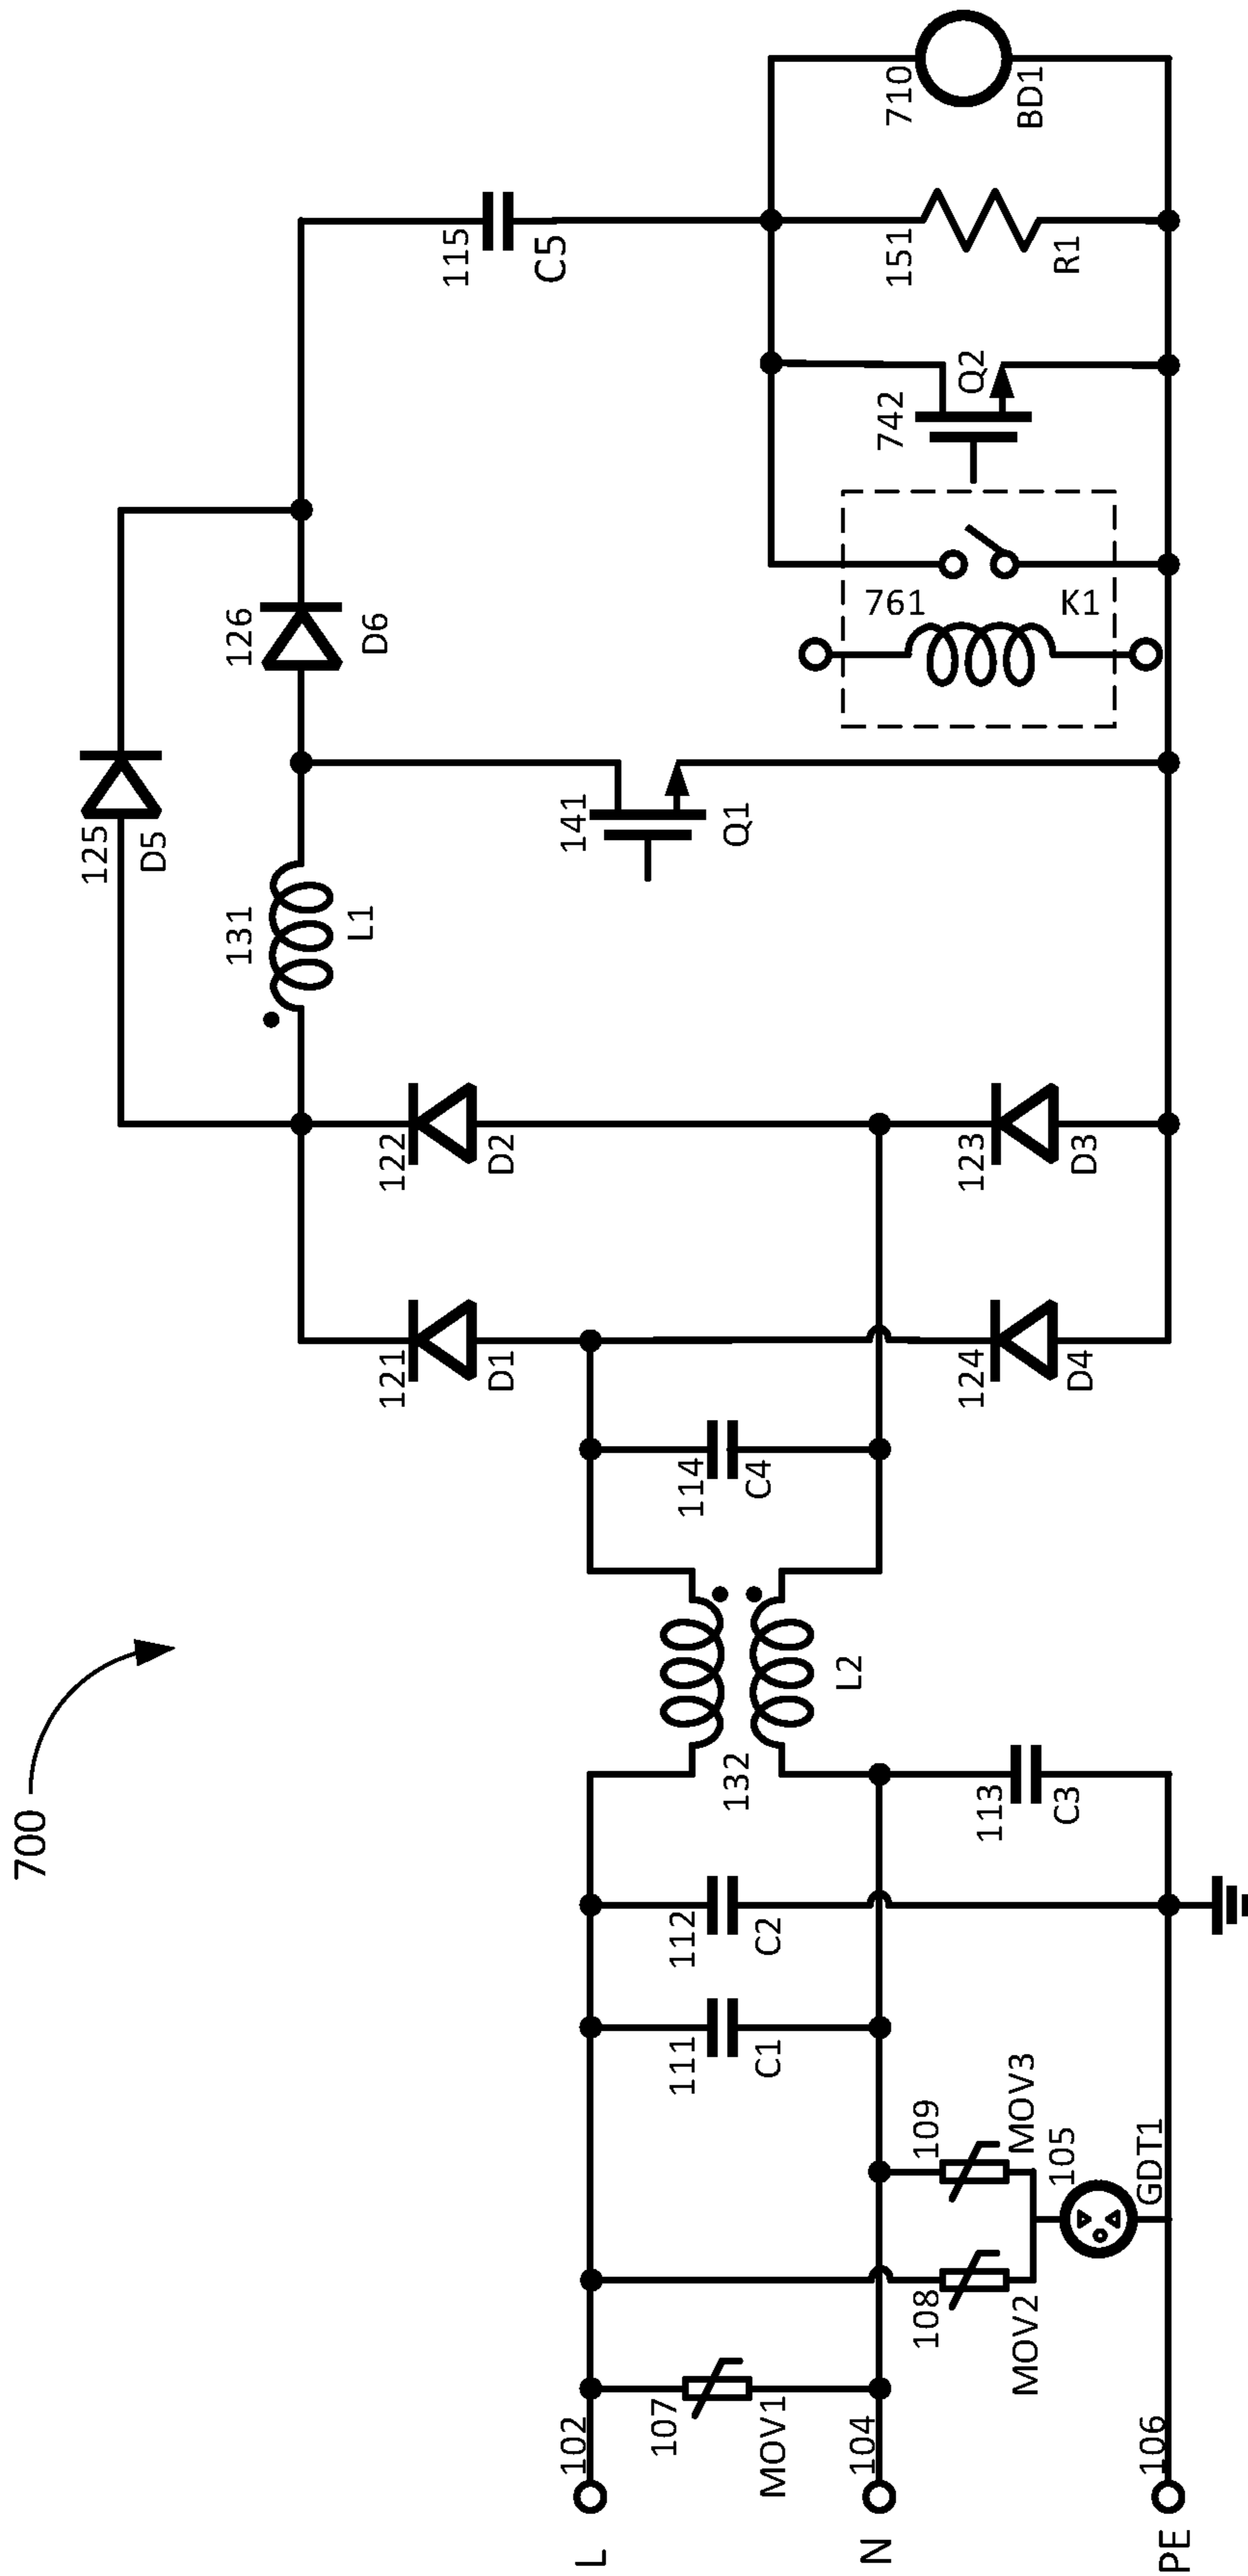 700
L
102
N
104
PE
106
107
MOV1
108
MOV2
109
MOV3
105
GDT1
111
C1
112
C2
113
C3
132
L2
114
C4
121
D1
124
D4
122
D2
123
D3
131
L1
125
D5
126
D6
141
Q1
761
K1
742
Q2
115
C5
151
R1
710
BD1